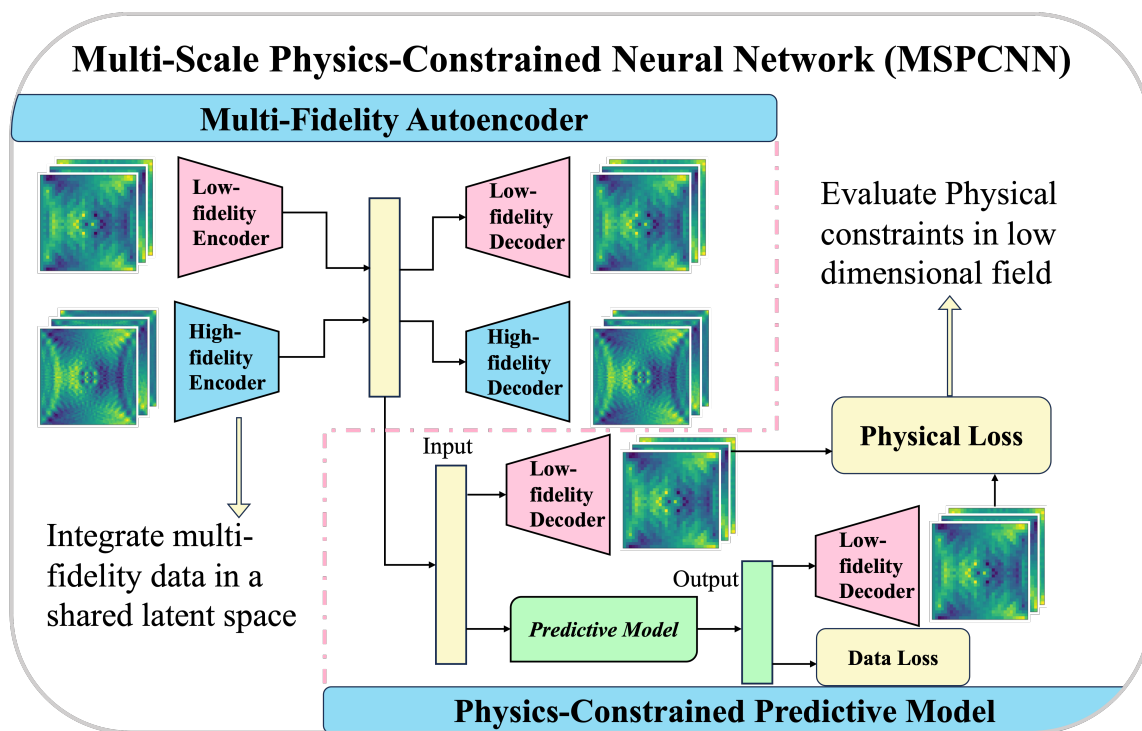 Multi-Scale Physics-Constrained Neural Network (MSPCNN)
Multi-Fidelity Autoencoder
Low-
fidelity
Encoder
Low-
fidelity
Decoder
High-
fidelity
Encoder
High-
fidelity
Decoder
Evaluate Physical
constraints in low
dimensional field
Physical Loss
Integrate multi-
fidelity data in a
shared latent space
Input
Low-
fidelity
Decoder
Predictive Model
Output
Low-
fidelity
Decoder
Data Loss
Physics-Constrained Predictive Model